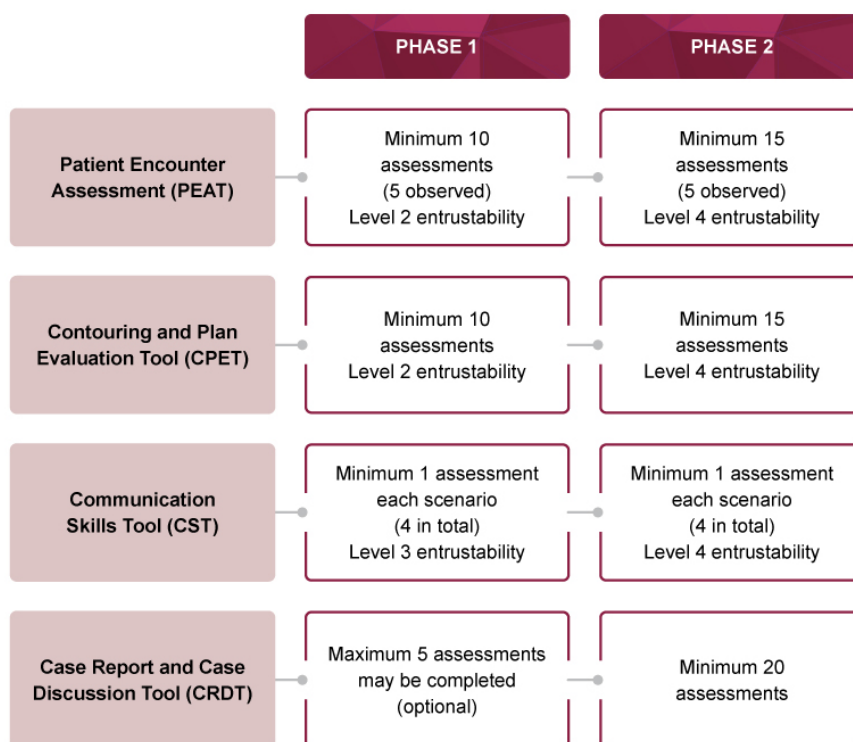 PHASE 1
PHASE 2
Patient Encounter
Assessment (PEAT)
Minimum 10
assessments
(5 observed)
Level 2 entrustability
Minimum 15
assessments
(5 observed)
Level 4 entrustability
Contouring and Plan
Evaluation Tool (CPET)
Minimum 10
assessments
Level 2 entrustability
Minimum 15
assessments
Level 4 entrustability
Communication
Skills Tool (CST)
Minimum 1 assessment
each scenario
(4 in total)
Level 3 entrustability
Minimum 1 assessment
each scenario
(4 in total)
Level 4 entrustability
Case Report and Case
Discussion Tool (CRDT)
Maximum 5 assessments
may be completed
(optional)
Minimum 20
assessments